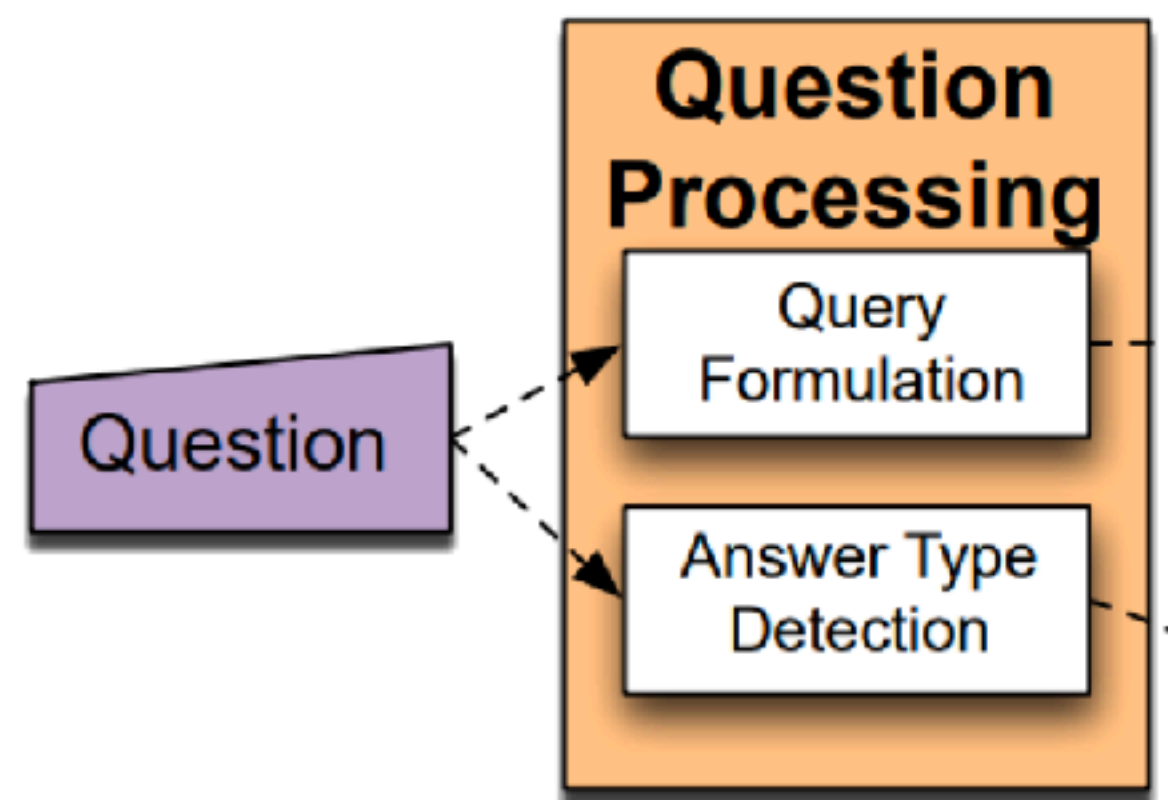 Question
Processing
Query
Formulation
Question
Answer Type
Detection